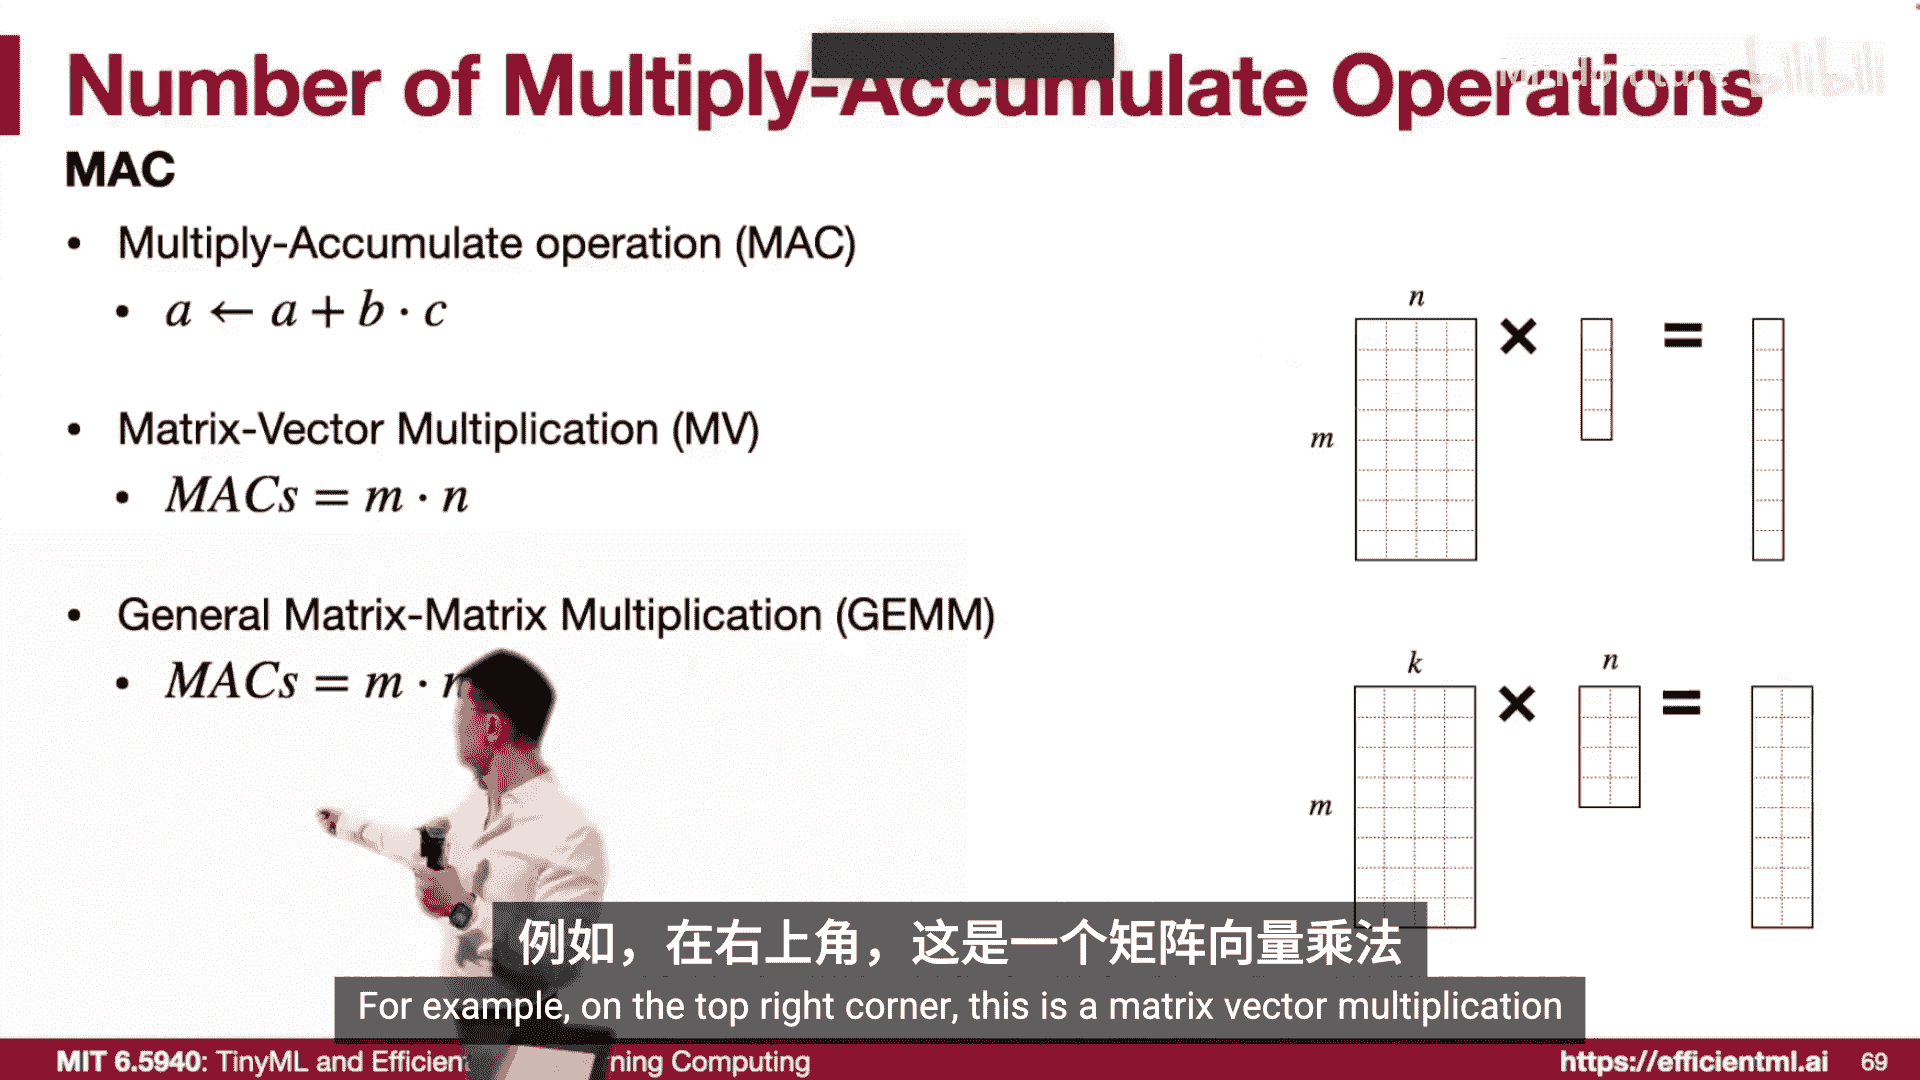 Number of Multiply-Accumulate Operations
MAC
• Multiply-Accumulate operation (MAC)
• a ← a + b · c
• Matrix-Vector Multiplication (MV)
• MACs = m · n
• General Matrix-Matrix Multiplication (GEMM)
• MACs = m ·
n
m
×
=
k
n
m
×
=
例如，在右上角，这是一个矩阵向量乘法
For example, on the top right corner, this is a matrix vector multiplication
MIT 6.5940: TinyML and Computing
https://efficientml.ai
69
bilibili